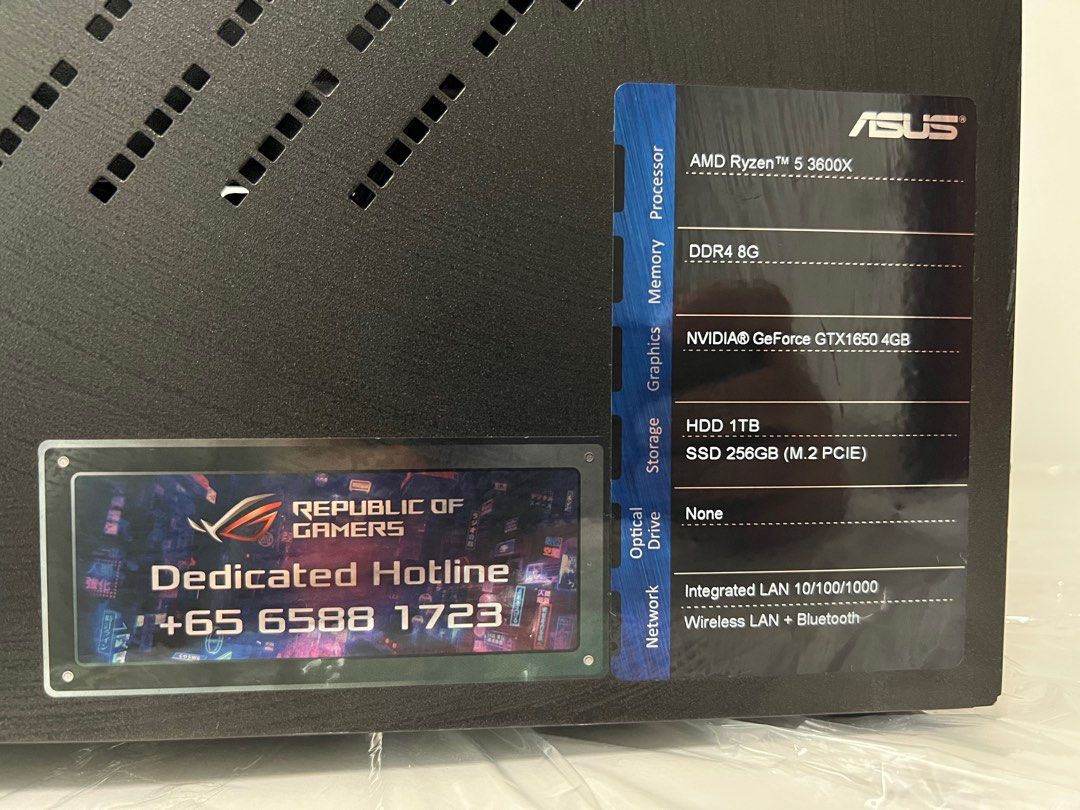 ASUS®
Processor
AMD Ryzen™ 5 3600X
Memory
DDR4 8G
Graphics
NVIDIA® GeForce GTX1650 4GB
Storage
HDD 1TB
SSD 256GB (M.2 PCIE)
Optical
Drive
None
Network
Integrated LAN 10/100/1000
Wireless LAN + Bluetooth
REPUBLIC OF
GAMERS
Dedicated Hotline
+65 6588 1723